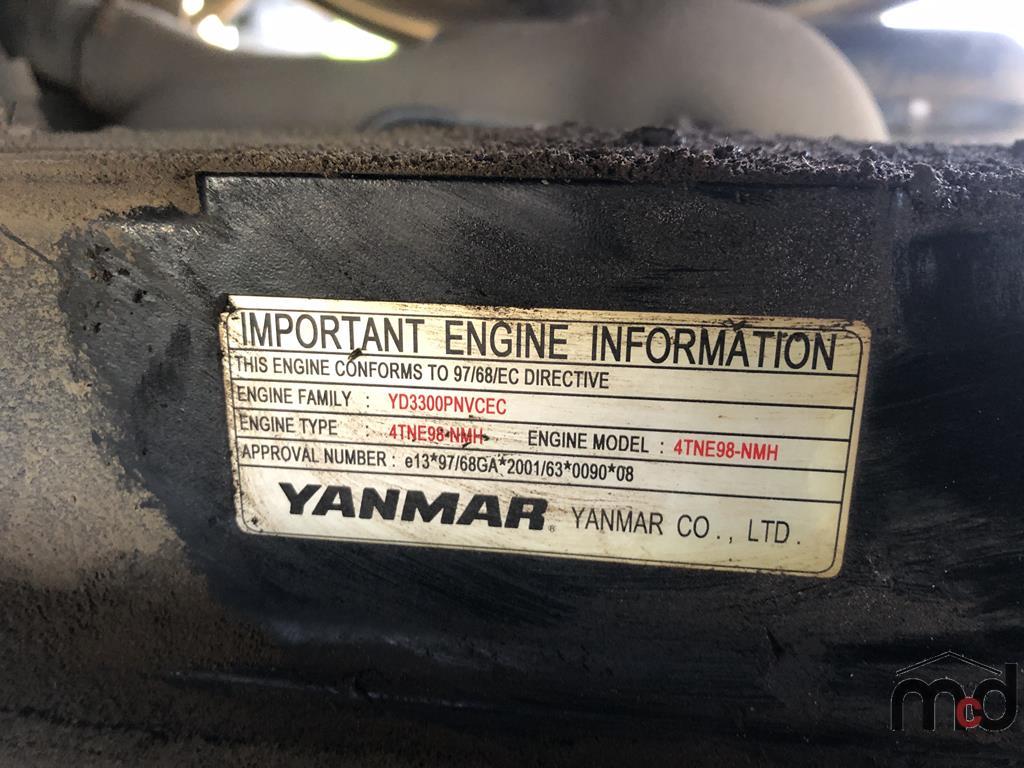 IMPORTANT ENGINE INFORMATION
THIS ENGINE CONFORMS TO 97/68/EC DIRECTIVE
ENGINE FAMILY : YD3300PNVCEC
ENGINE TYPE : 4TNE98-NMH ENGINE MODEL : 4TNE98-NMH
APPROVAL NUMBER : e13*97/68GA*2001/63*0090*08
YANMAR® YANMAR CO., LTD.
mcd